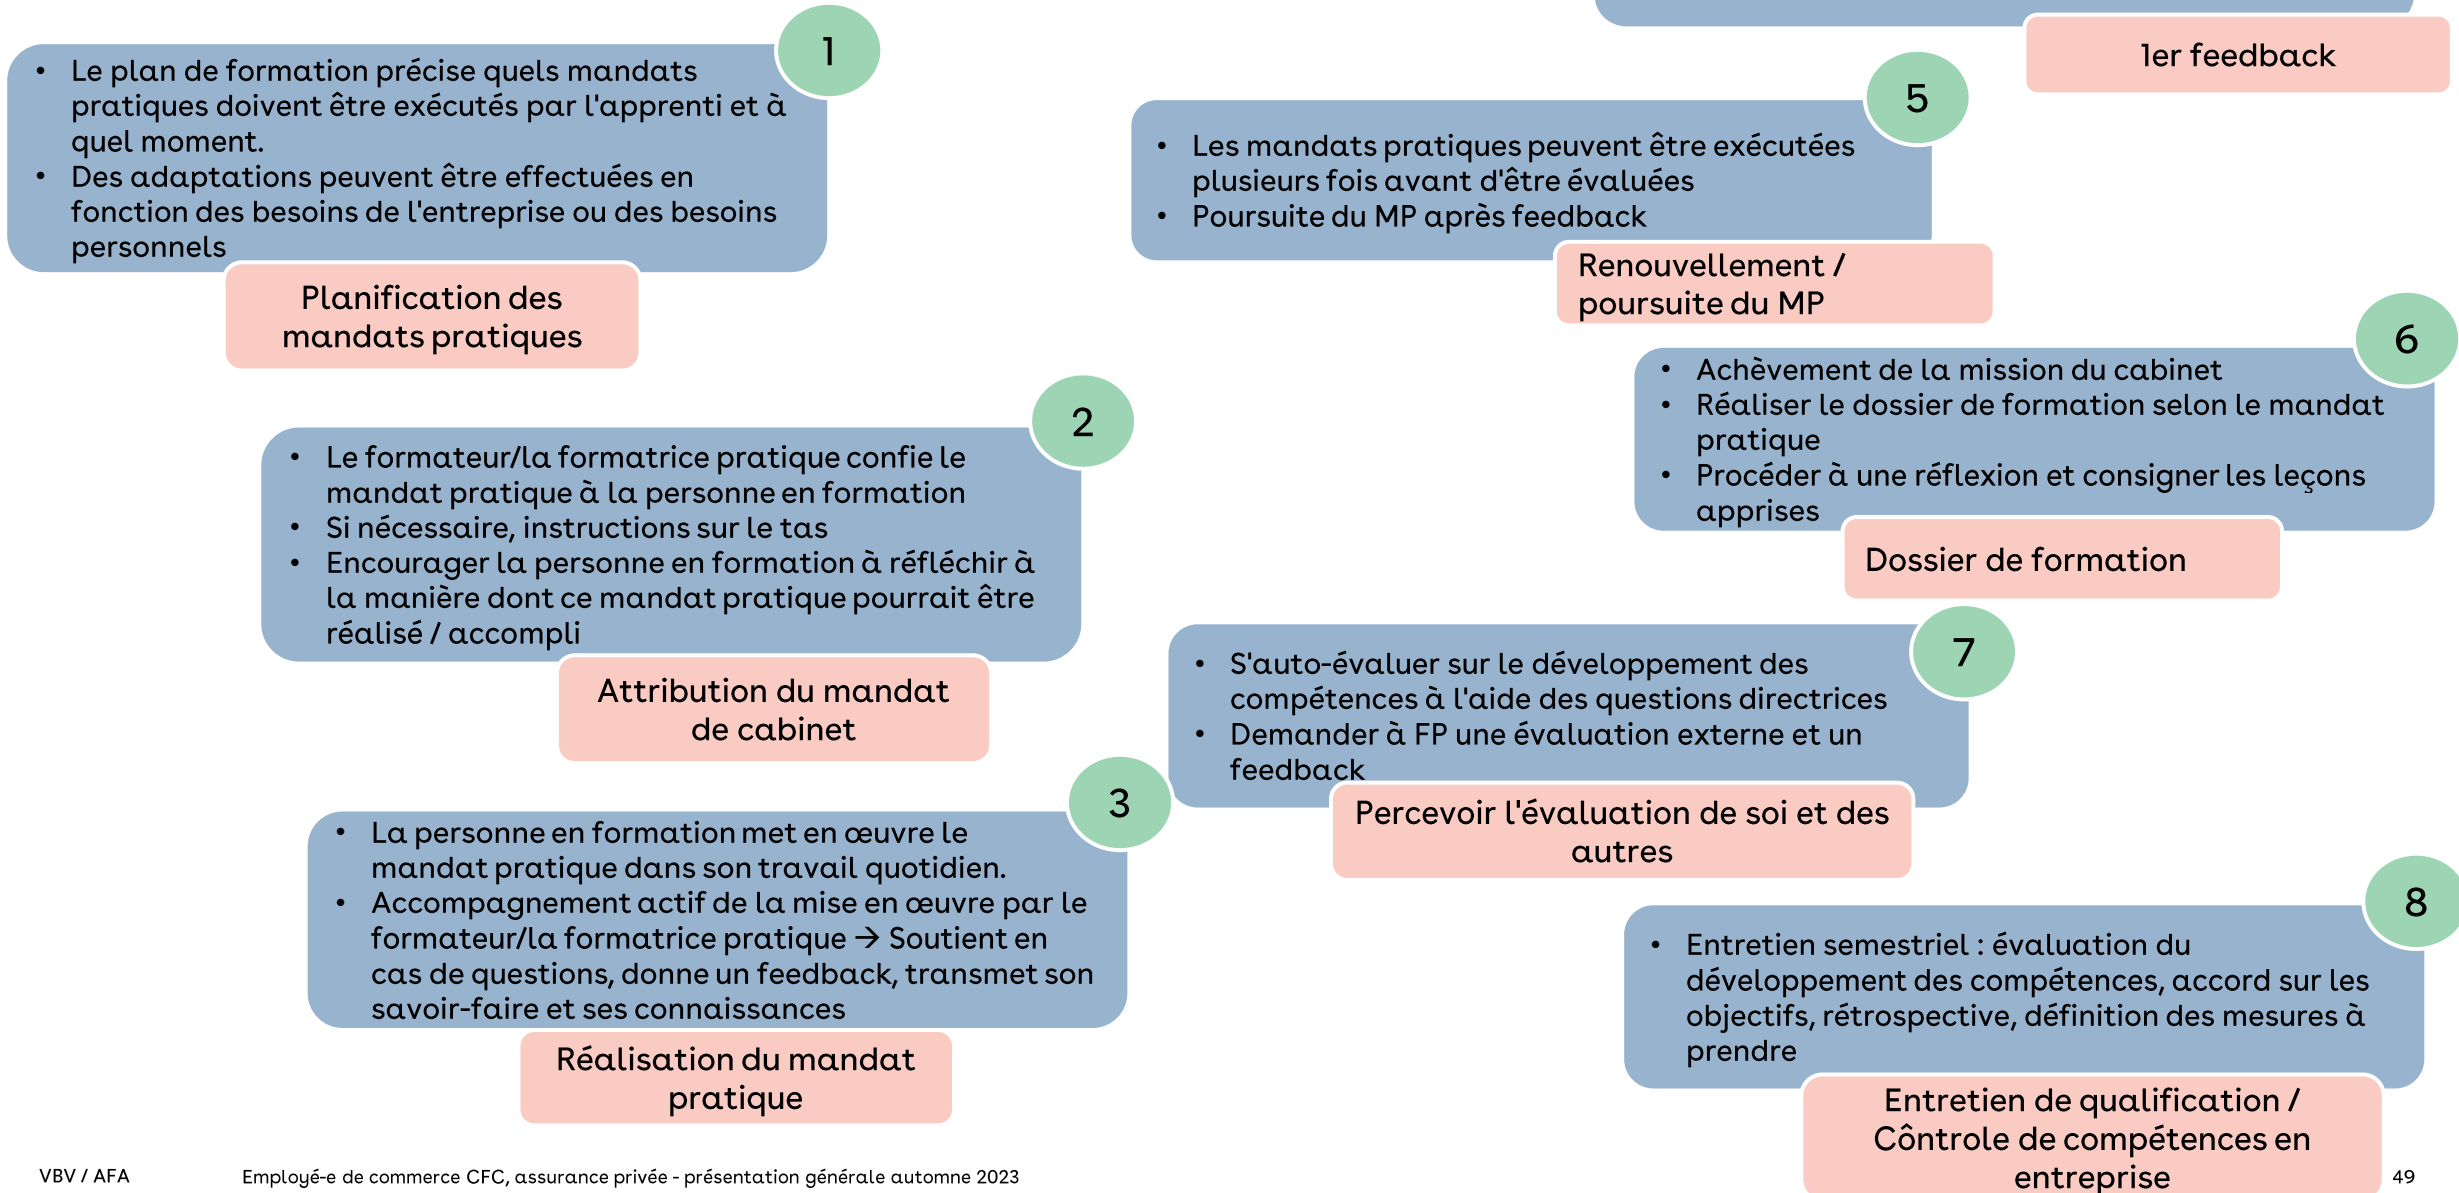 1
• Le plan de formation précise quels mandats
pratiques doivent être exécutés par l'apprenti et à
quel moment.
• Des adaptations peuvent être effectuées en
fonction des besoins de l'entreprise ou des besoins
personnels
Planification des
mandats pratiques
2
• Le formateur/la formatrice pratique confie le
mandat pratique à la personne en formation
• Si nécessaire, instructions sur le tas
• Encourager la personne en formation à réfléchir à
la manière dont ce mandat pratique pourrait être
réalisé / accompli
Attribution du mandat
de cabinet
3
• La personne en formation met en œuvre le
mandat pratique dans son travail quotidien.
• Accompagnement actif de la mise en œuvre par le
formateur/la formatrice pratique → Soutient en
cas de questions, donne un feedback, transmet son
savoir-faire et ses connaissances
Réalisation du mandat
pratique
1er feedback
5
• Les mandats pratiques peuvent être exécutées
plusieurs fois avant d'être évaluées
• Poursuite du MP après feedback
Renouvellement /
poursuite du MP
6
• Achèvement de la mission du cabinet
• Réaliser le dossier de formation selon le mandat
pratique
• Procéder à une réflexion et consigner les leçons
apprises
Dossier de formation
7
• S'auto-évaluer sur le développement des
compétences à l'aide des questions directrices
• Demander à FP une évaluation externe et un
feedback
Percevoir l'évaluation de soi et des
autres
8
• Entretien semestriel : évaluation du
développement des compétences, accord sur les
objectifs, rétrospective, définition des mesures à
prendre
Entretien de qualification /
Côntrole de compétences en
entreprise
VBV / AFA
Employé-e de commerce CFC, assurance privée - présentation générale automne 2023
49